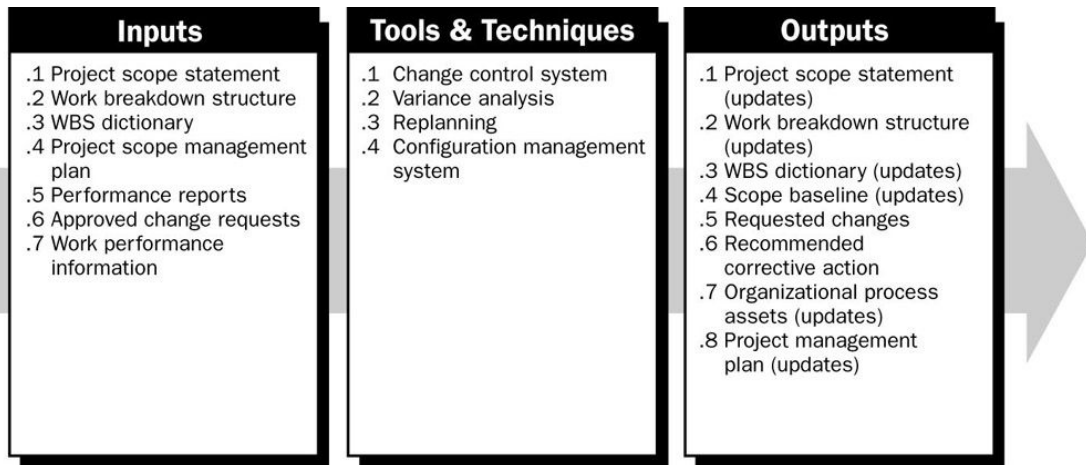 Inputs
.1 Project scope statement
.2 Work breakdown structure
.3 WBS dictionary
.4 Project scope management
plan
.5 Performance reports
.6 Approved change requests
.7 Work performance
information
Tools & Techniques
.1 Change control system
.2 Variance analysis
.3 Replanning
.4 Configuration management
system
Outputs
.1 Project scope statement
(updates)
.2 Work breakdown structure
(updates)
.3 WBS dictionary (updates)
.4 Scope baseline (updates)
.5 Requested changes
.6 Recommended
corrective action
.7 Organizational process
assets (updates)
.8 Project management
plan (updates)